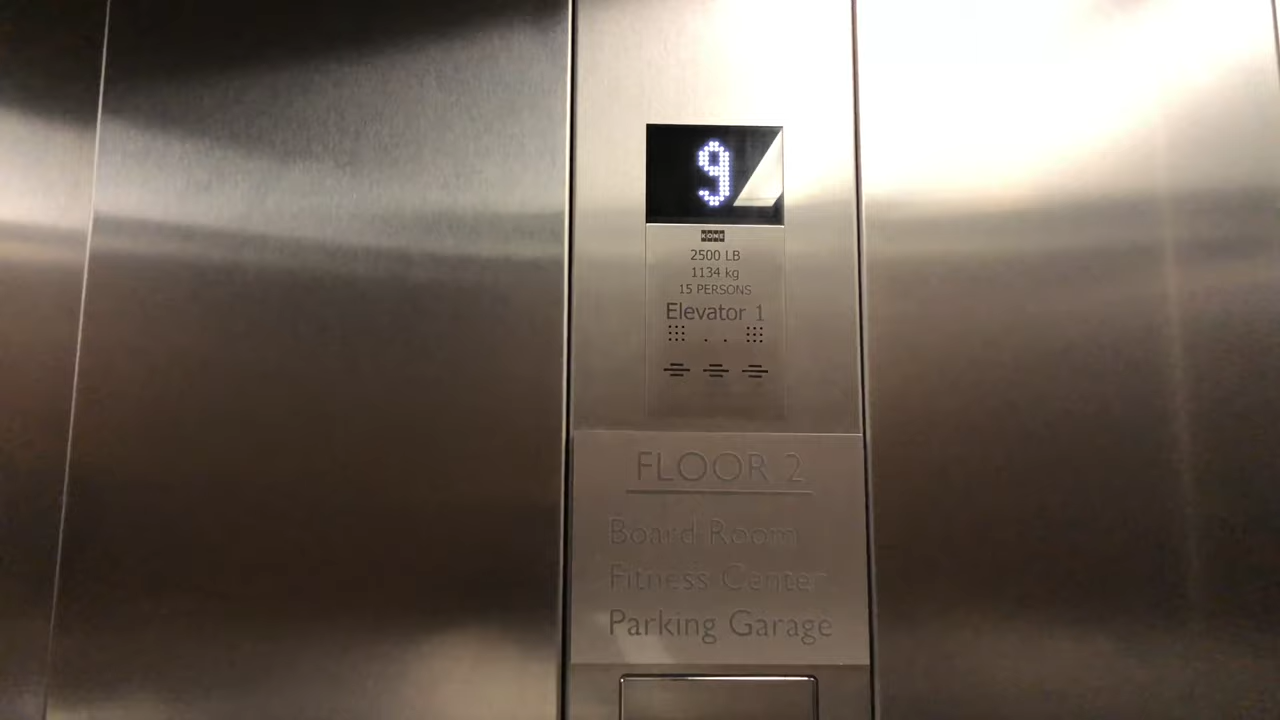 9
KONE
2500 LB
1134 kg
15 PERSONS
Elevator 1
FLOOR 2
Board Room
Fitness Center
Parking Garage